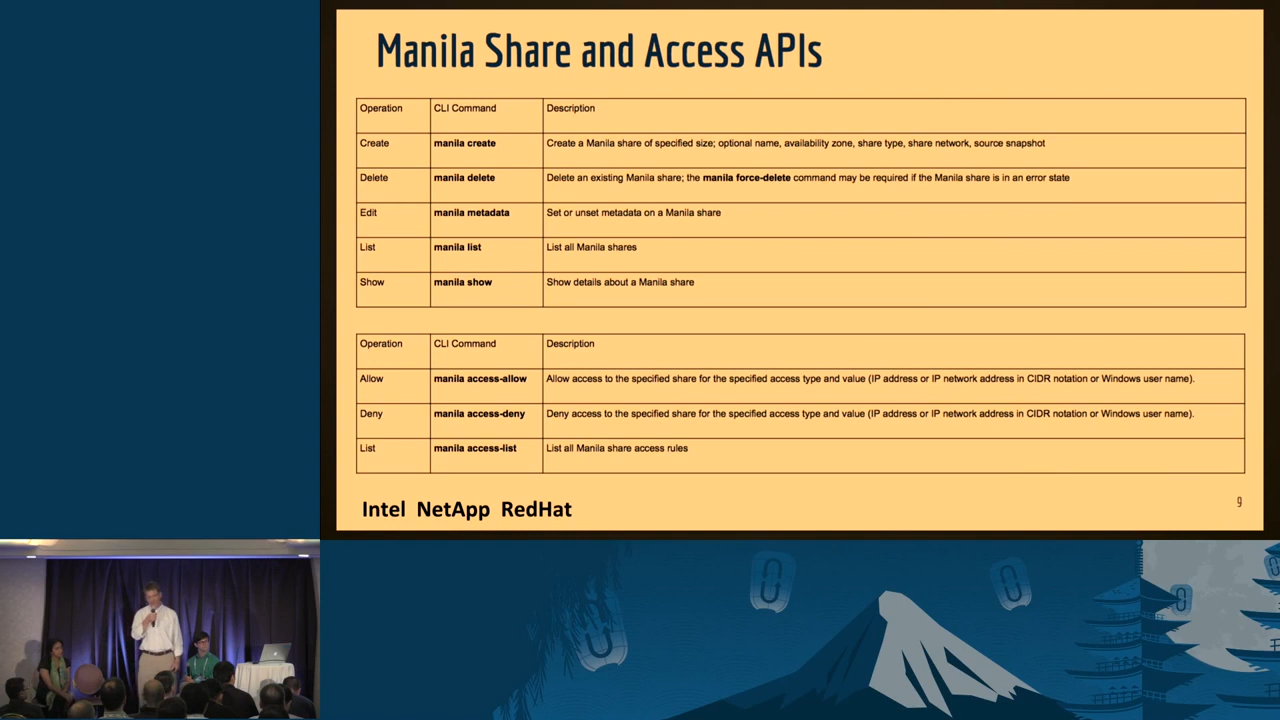 Manila Share and Access APIs
Operation CLI Command Description
Create manila create Create a Manila share of specified size; optional name, availability zone, share type, share network, source snapshot
Delete manila delete Delete an existing Manila share; the manila force-delete command may be required if the Manila share is in an error state
Edit manila metadata Set or unset metadata on a Manila share
List manila list List all Manila shares
Show manila show Show details about a Manila share
Operation CLI Command Description
Allow manila access-allow Allow access to the specified share for the specified access type and value (IP address or IP network address in CIDR notation or Windows user name).
Deny manila access-deny Deny access to the specified share for the specified access type and value (IP address or IP network address in CIDR notation or Windows user name).
List manila access-list List all Manila share access rules
Intel NetApp RedHat
9